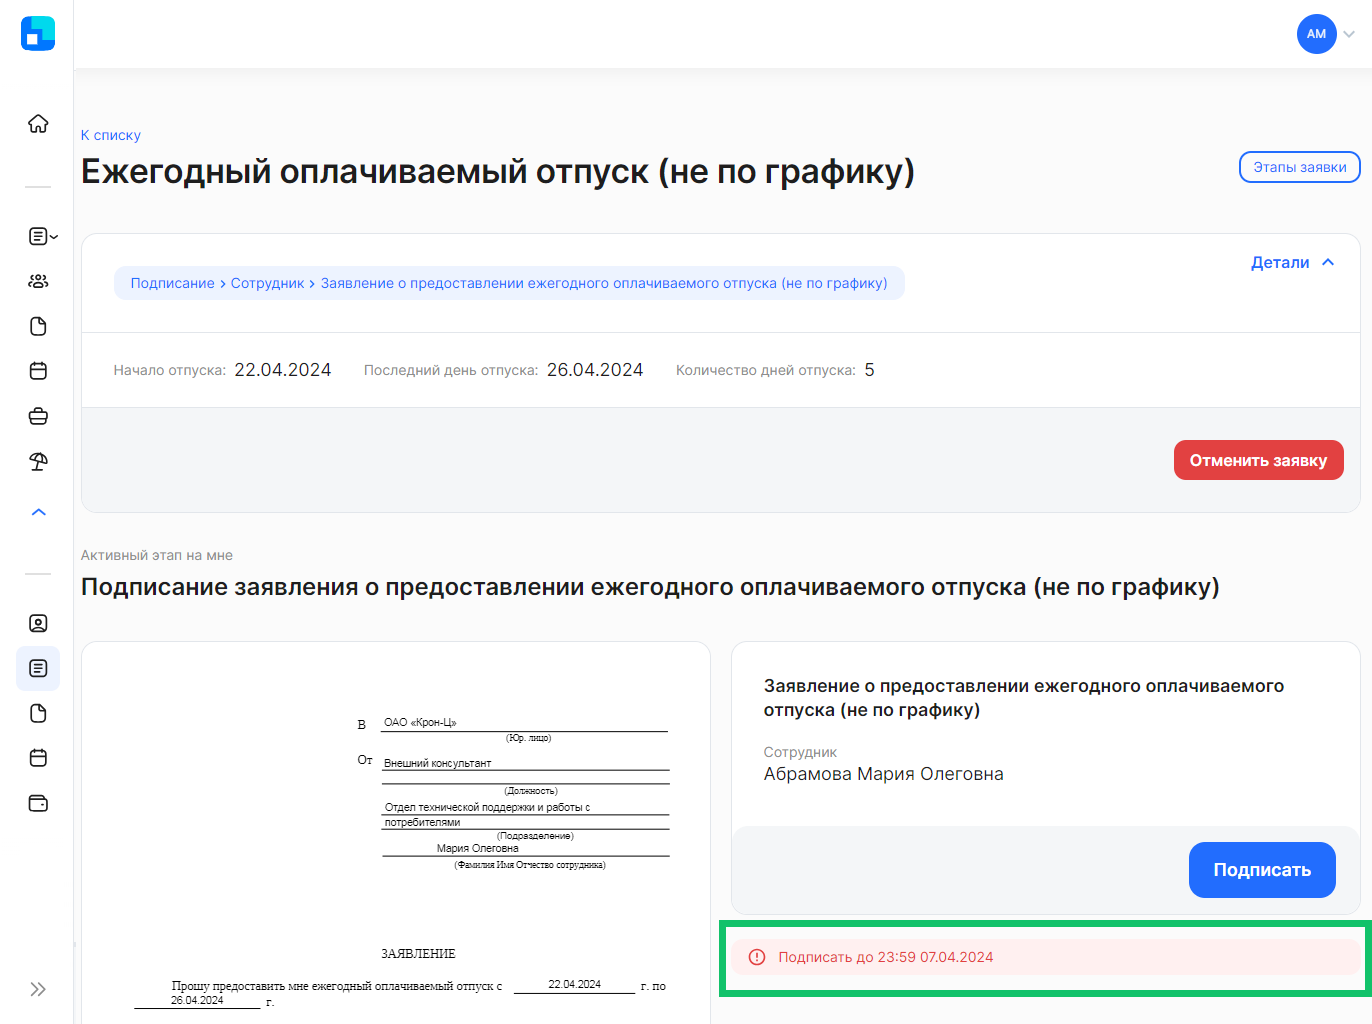 АМ
К списку
Ежегодный оплачиваемый отпуск (не по графику)
Этапы заявки
Детали
Подписание > Сотрудник > Заявление о предоставлении ежегодного оплачиваемого отпуска (не по графику)
Начало отпуска: 22.04.2024 Последний день отпуска: 26.04.2024 Количество дней отпуска: 5
Отменить заявку
Активный этап на мне
Подписание заявления о предоставлении ежегодного оплачиваемого отпуска (не по графику)
В ОАО «Крон-Ц»
(Юр. лицо)
От Внешний консультант
(Должность)
Отдел технической поддержки и работы с
потребителями
(Подразделение)
Мария Олеговна
(Фамилия Имя Отчество сотрудника)
ЗАЯВЛЕНИЕ
Прошу предоставить мне ежегодный оплачиваемый отпуск с 22.04.2024 г. по
26.04.2024 г.
Заявление о предоставлении ежегодного оплачиваемого
отпуска (не по графику)
Сотрудник
Абрамова Мария Олеговна
Подписать
Подписать до 23:59 07.04.2024